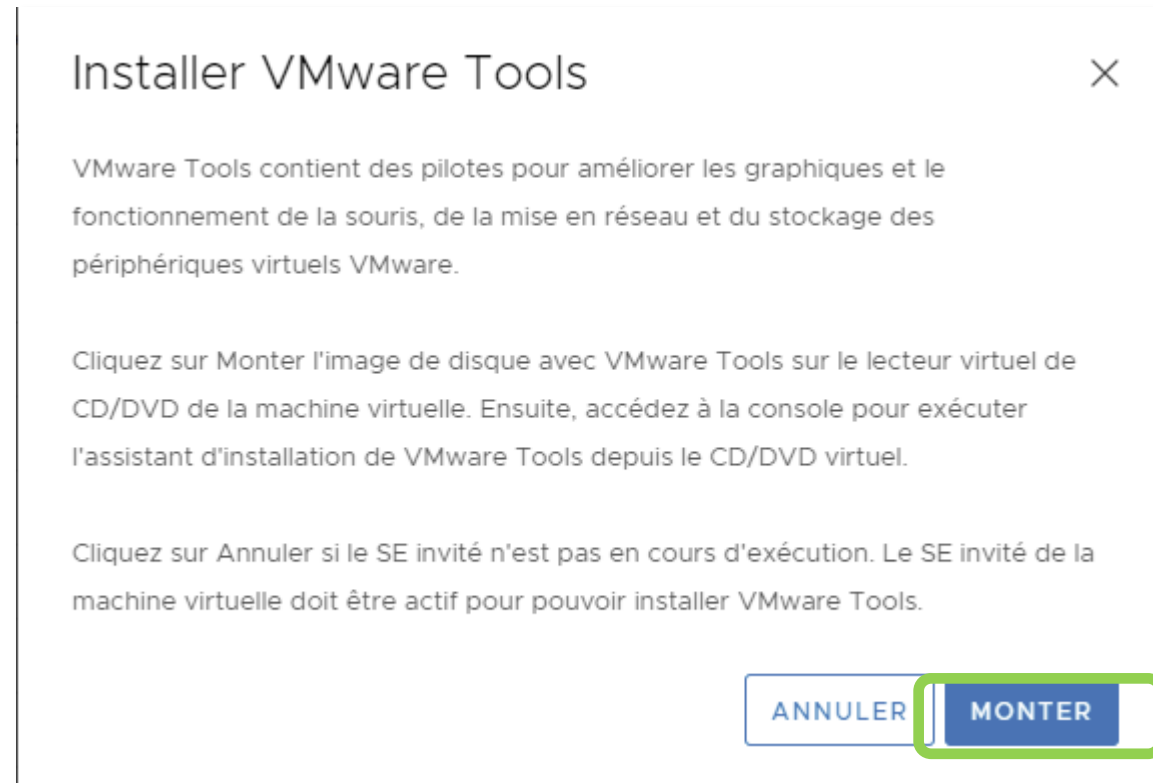 Installer VMware Tools
VMware Tools contient des pilotes pour améliorer les graphiques et le
fonctionnement de la souris, de la mise en réseau et du stockage des
périphériques virtuels VMware.
Cliquez sur Monter l'image de disque avec VMware Tools sur le lecteur virtuel de
CD/DVD de la machine virtuelle. Ensuite, accédez à la console pour exécuter
l'assistant d'installation de VMware Tools depuis le CD/DVD virtuel.
Cliquez sur Annuler si le SE invité n'est pas en cours d'exécution. Le SE invité de la
machine virtuelle doit être actif pour pouvoir installer VMware Tools.
ANNULER MONTER